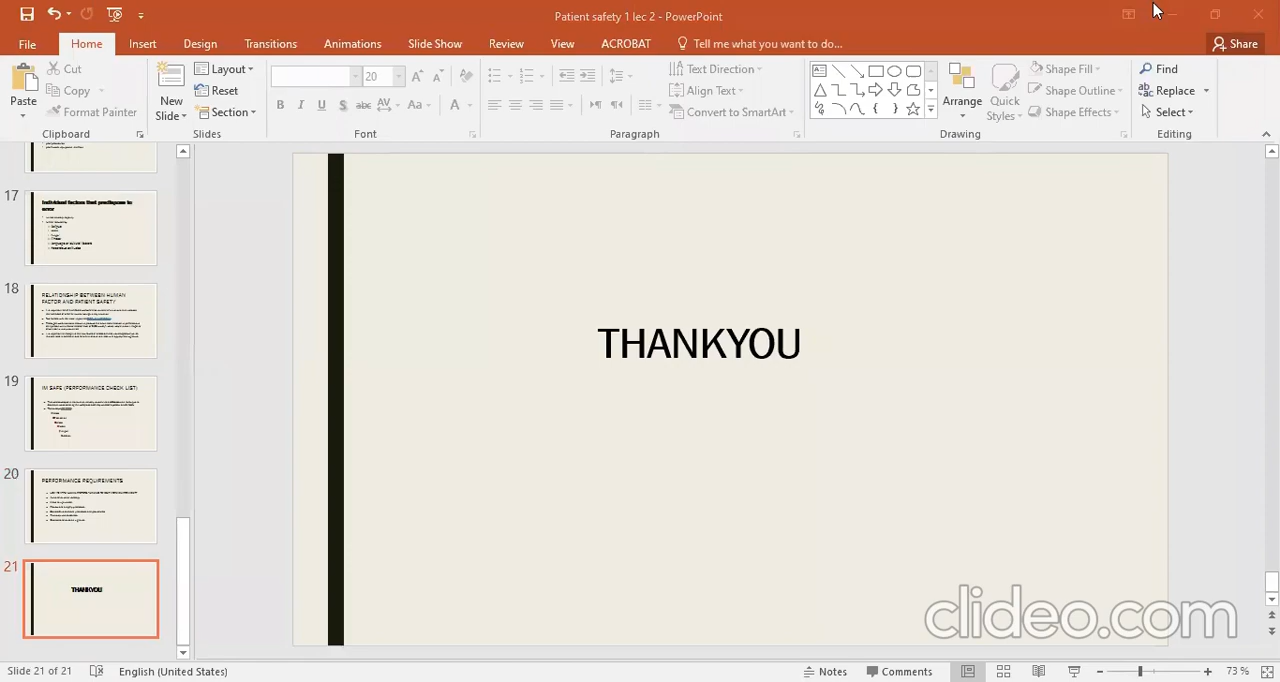 Patient safety 1 lec 2 - PowerPoint
File Home Insert Design Transitions Animations Slide Show Review View ACROBAT Tell me what you want to do... Share
Paste
Cut
Copy
Format Painter
Clipboard
New Slide
Layout
Reset
Section
Slides
20
Font
Paragraph
Text Direction
Align Text
Convert to SmartArt
Arrange
Quick Styles
Shape Fill
Shape Outline
Shape Effects
Drawing
Find
Replace
Select
Editing
17
Individual factors that predispose to error
18
RELATIONSHIP BETWEEN HUMAN FACTOR AND PATIENT SAFETY
19
IM SAFE (PERFORMANCE CHECK LIST)
20
PERFORMANCE REQUIREMENTS
21
THANKYOU
THANKYOU
clideo.com
Slide 21 of 21 English (United States) Notes Comments 73 %